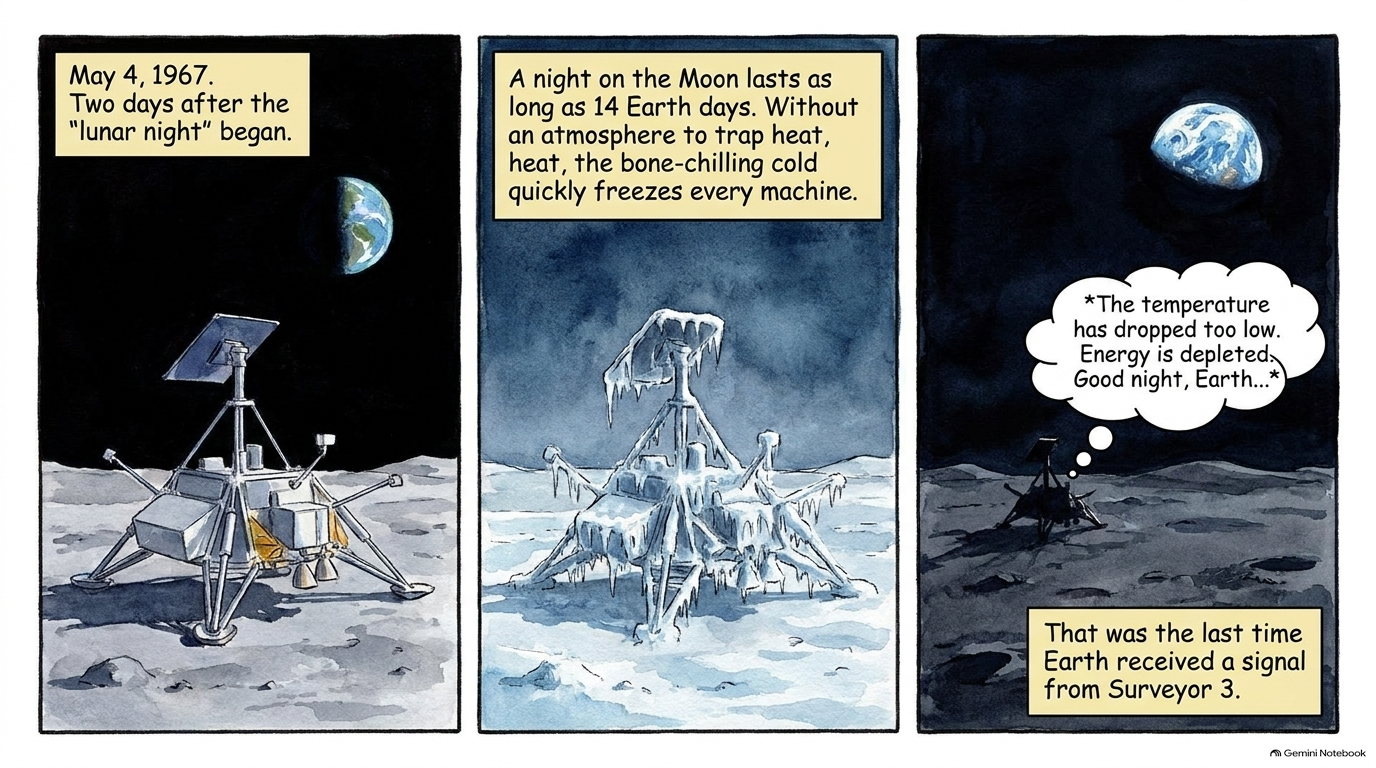 May 4, 1967.
Two days after the
“lunar night” began.
A night on the Moon lasts as
long as 14 Earth days. Without
an atmosphere to trap heat,
heat, the bone-chilling cold
quickly freezes every machine.
*The temperature
has dropped too low.
Energy is depleted.
Good night, Earth...*
That was the last time
Earth received a signal
from Surveyor 3.
Gemini Notebook